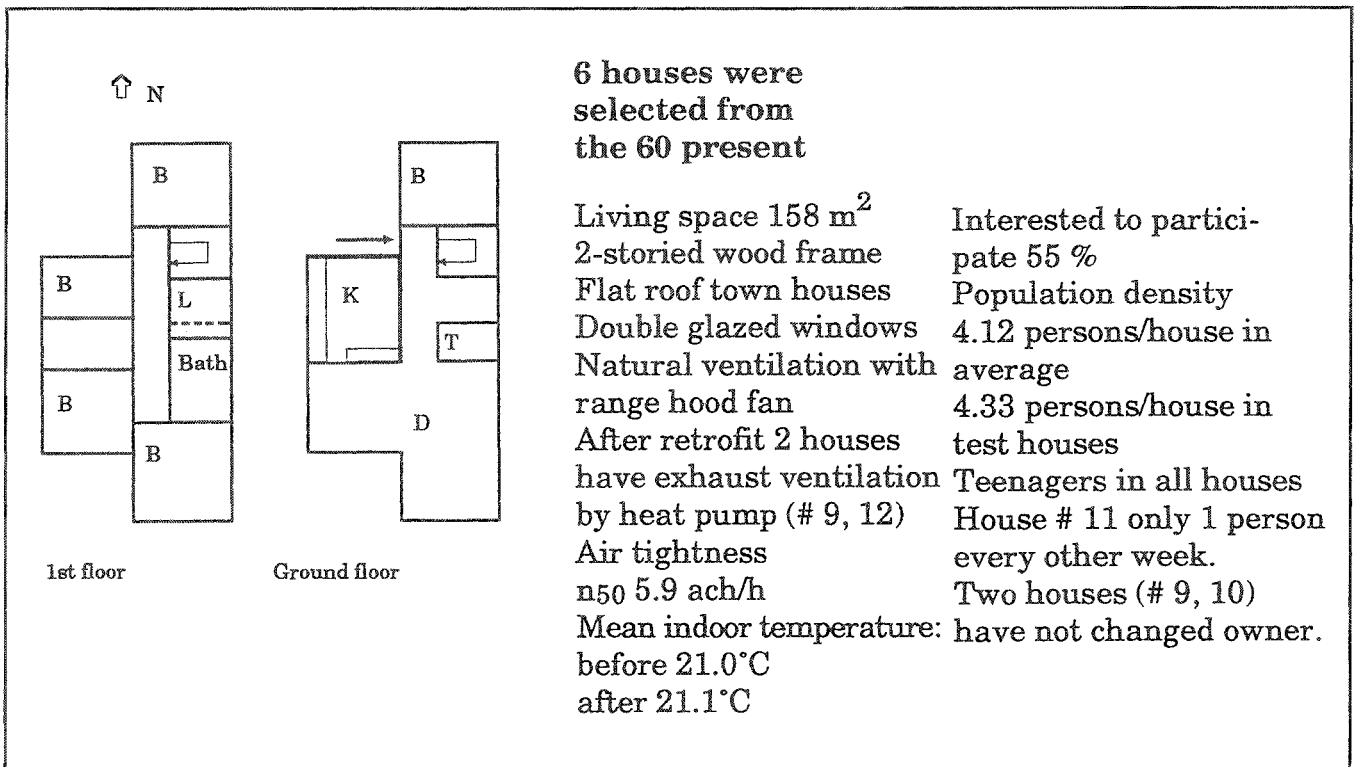 N
B
B
L
Bath
B
B
1st floor
B
K
T
D
Ground floor
6 houses were
selected from
the 60 present
Living space 158 m²
2-storied wood frame
Flat roof town houses
Double glazed windows
Natural ventilation with
range hood fan
After retrofit 2 houses
have exhaust ventilation
by heat pump (# 9, 12)
Air tightness
n50 5.9 ach/h
Mean indoor temperature:
before 21.0°C
after 21.1°C
Interested to partici-
pate 55 %
Population density
4.12 persons/house in
average
4.33 persons/house in
test houses
Teenagers in all houses
House # 11 only 1 person
every other week.
Two houses (# 9, 10)
have not changed owner.